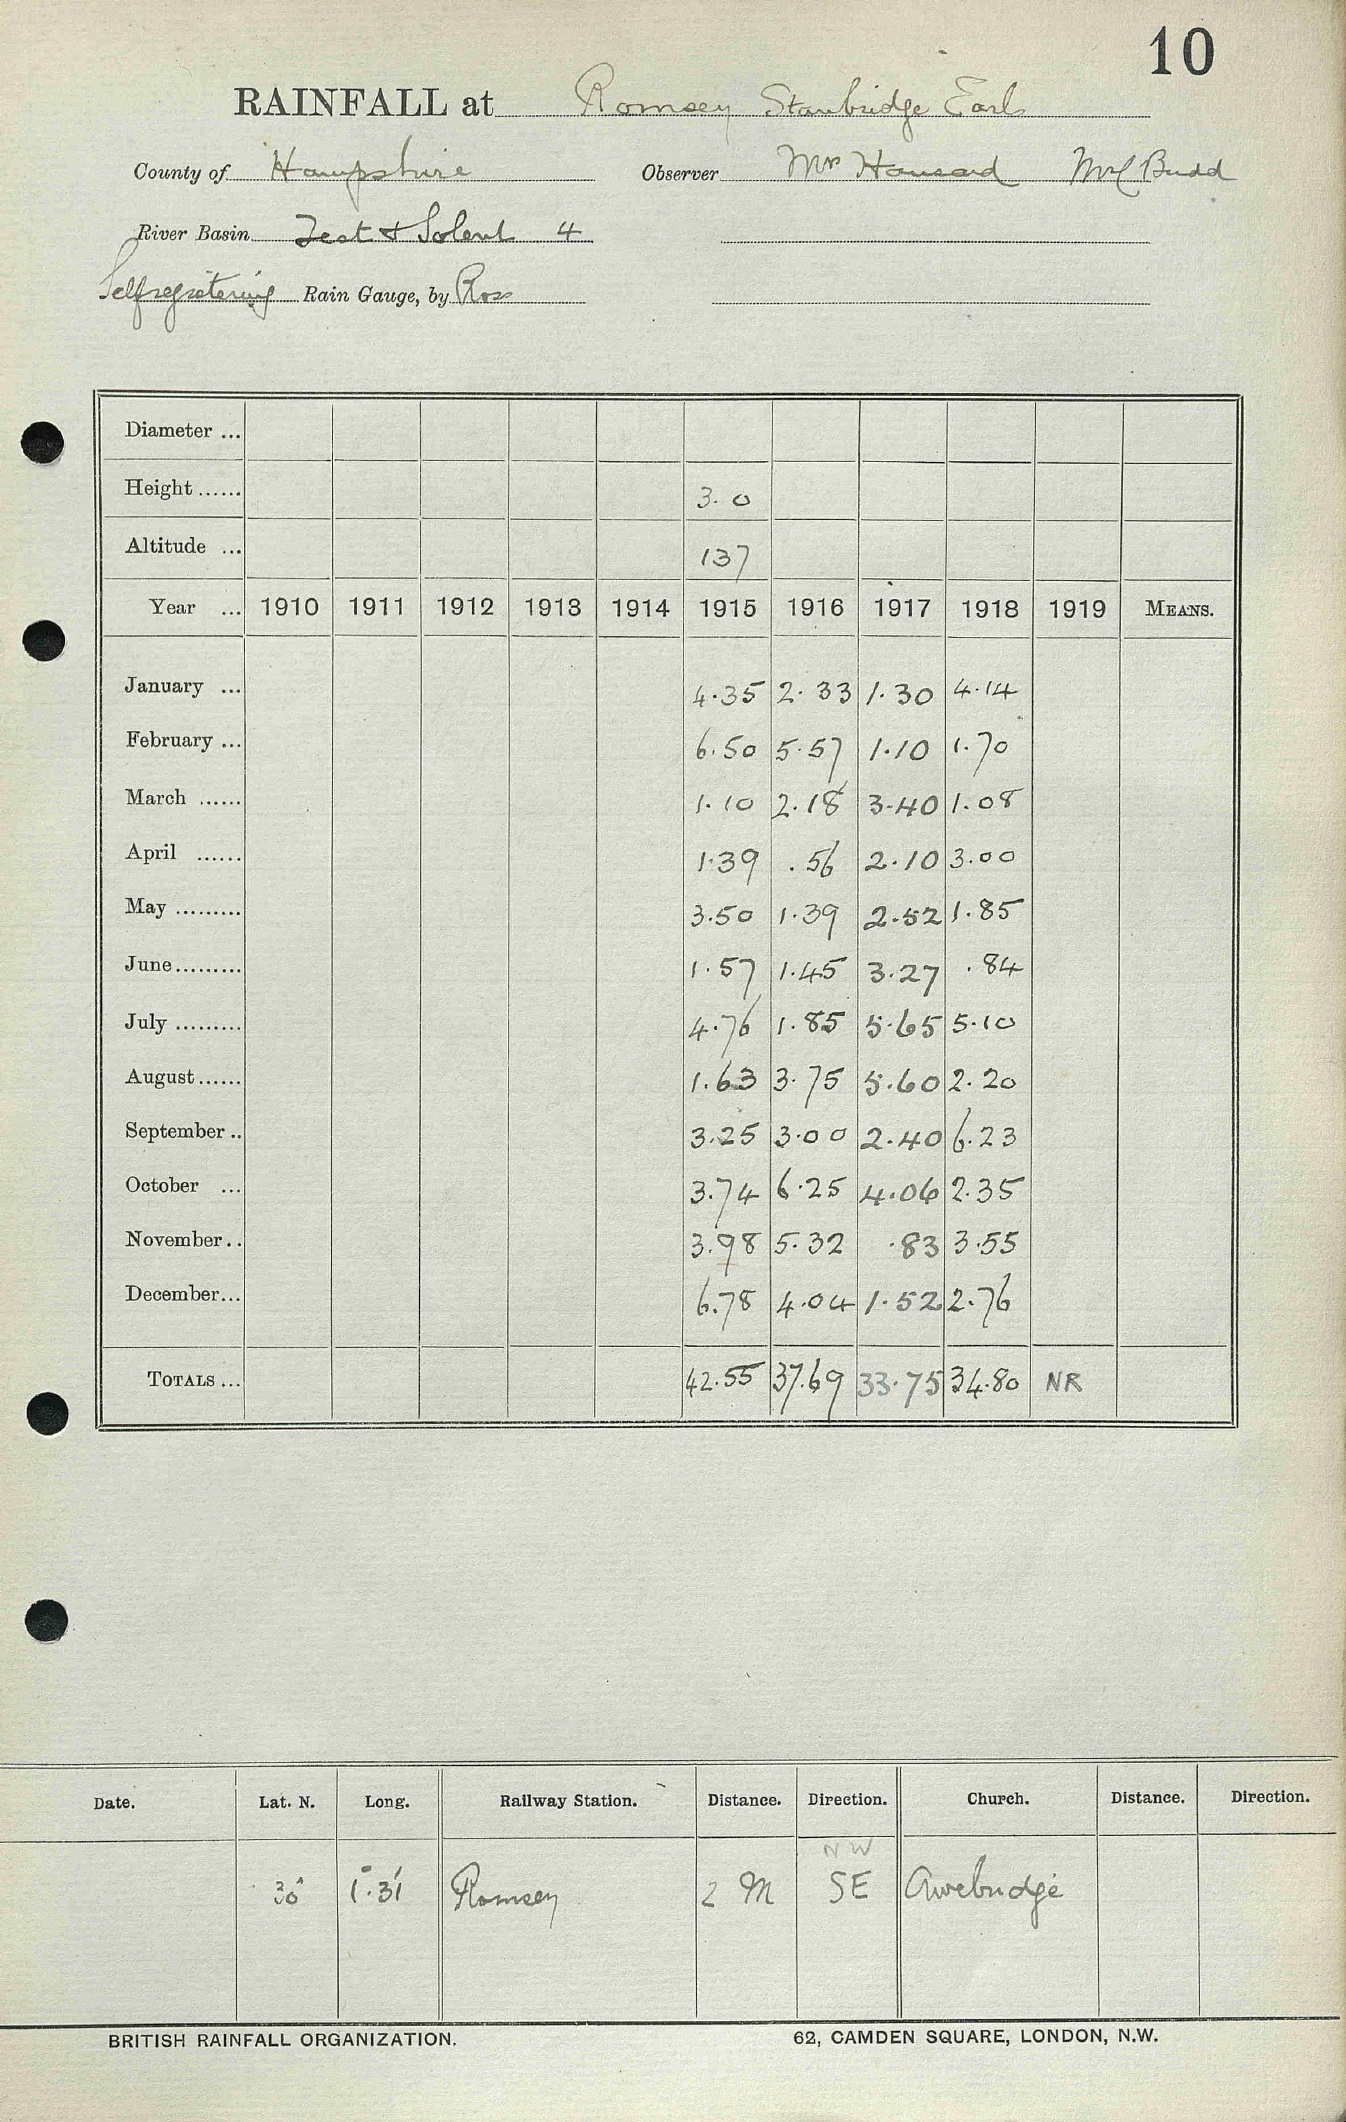 10
RAINFALL at Romsey Stanbridge Earls
County of Hampshire Observer Mrs Hansard Mr C Budd
River Basin Test & Solent 4
Selfregistering Rain Gauge, by Ross
Diameter ...
Height ...... 3.0
Altitude ... 137
Year ... 1910 1911 1912 1913 1914 1915 1916 1917 1918 1919 MEANS.
January ... 4.35 2.33 1.30 4.14
February ... 6.50 5.57 1.10 1.70
March ...... 1.10 2.18 3.40 1.08
April ...... 1.39 .56 2.10 3.00
May ......... 3.50 1.39 2.52 1.85
June ......... 1.57 1.45 3.27 .84
July ......... 4.76 1.85 5.65 5.10
August ...... 1.63 3.75 5.60 2.20
September .. 3.25 3.00 2.40 6.23
October ... 3.74 6.25 4.06 2.35
November .. 3.98 5.32 .83 3.55
December ... 6.78 4.04 1.52 2.76
TOTALS ... 42.55 37.69 33.75 34.80 NR
Date. Lat. N. Long. Railway Station. Distance. Direction. Church. Distance. Direction.
NW
1°.31' Romsey 2 M SE Awebridge
BRITISH RAINFALL ORGANIZATION. 62, CAMDEN SQUARE, LONDON, N.W.